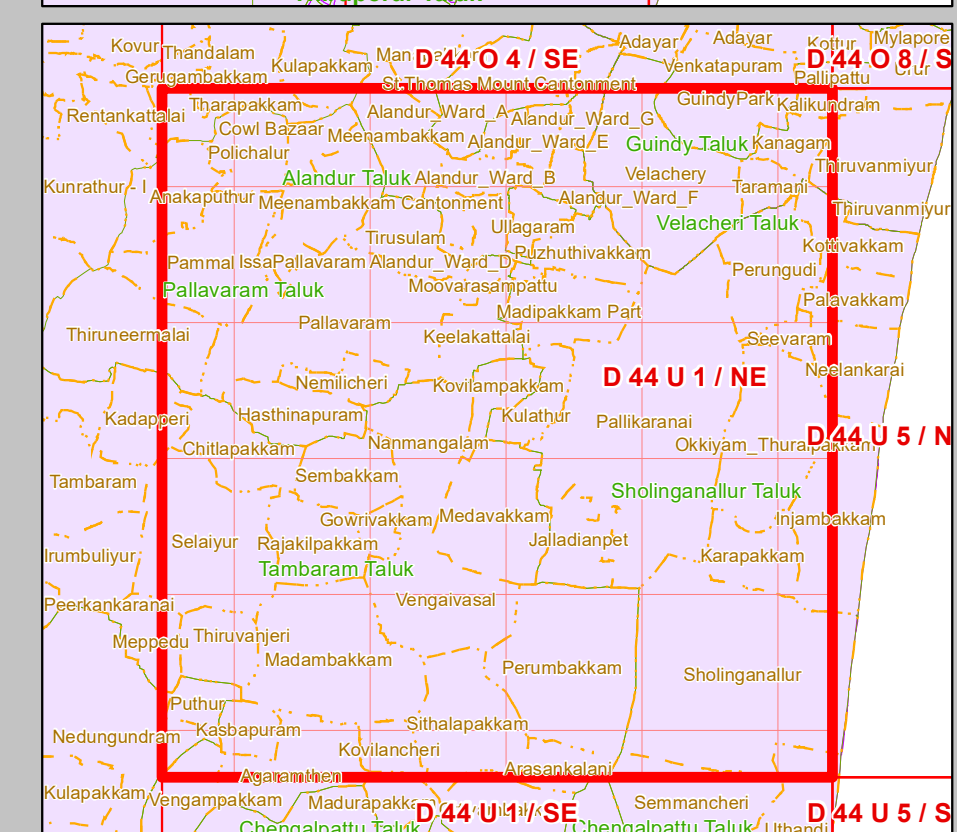 Kovur
Thandalam
Kulapakkam
D 44 O 4 / SE
Adayar
Adayar
Kottur
Mylapore
Venkatapuram
D 44 O 8 / S
Gerugambakkam
St.Thomas Mount Cantonment
Pallipattu
Urur
Rentankattalai
Tharapakkam
Alandur_Ward_A
Alandur_Ward_G
GuindyPark
Kalikundram
Cowl Bazaar
Meenambakkam
Alandur_Ward_E
Guindy Taluk
Kanagam
Polichalur
Thiruvanmiyur
Kunrathur - I
Alandur Taluk
Alandur_Ward_B
Velachery
Taramani
Anakaputhur
Meenambakkam Cantonment
Alandur_Ward_F
Thiruvanmiyur
Tirusulam
Ullagaram
Velacheri Taluk
Kottivakkam
Pammal
IssaPallavaram
Alandur_Ward_D
Puzhuthivakkam
Perungudi
Pallavaram Taluk
Moovarasampattu
Palavakkam
Thiruneermalai
Pallavaram
Madipakkam Part
Keelakattalai
Seevaram
Nemilicheri
Kovilampakkam
D 44 U 1 / NE
Neelankarai
Kadapperi
Hasthinapuram
Kulathur
Pallikaranai
Chitlapakkam
Nanmangalam
Okkiyam_Thuraipakkam
D 44 U 5 / N
Tambaram
Sembakkam
Sholinganallur Taluk
Gowrivakkam
Medavakkam
Injambakkam
Irumbuliyur
Selaiyur
Rajakilpakkam
Jalladianpet
Karapakkam
Tambaram Taluk
Peerkankaranai
Vengaivasal
Meppedu
Thiruvanjeri
Madambakkam
Perumbakkam
Sholinganallur
Puthur
Nedungundram
Kasbapuram
Sithalapakkam
Kovilancheri
Agaramthen
Arasankalani
Kulapakkam
Vengampakkam
Madurapakkam
D 44 U 1 / SE
Semmancheri
D 44 U 5 / S
Chengalpattu Taluk
Chengalpattu Taluk
Uthandi